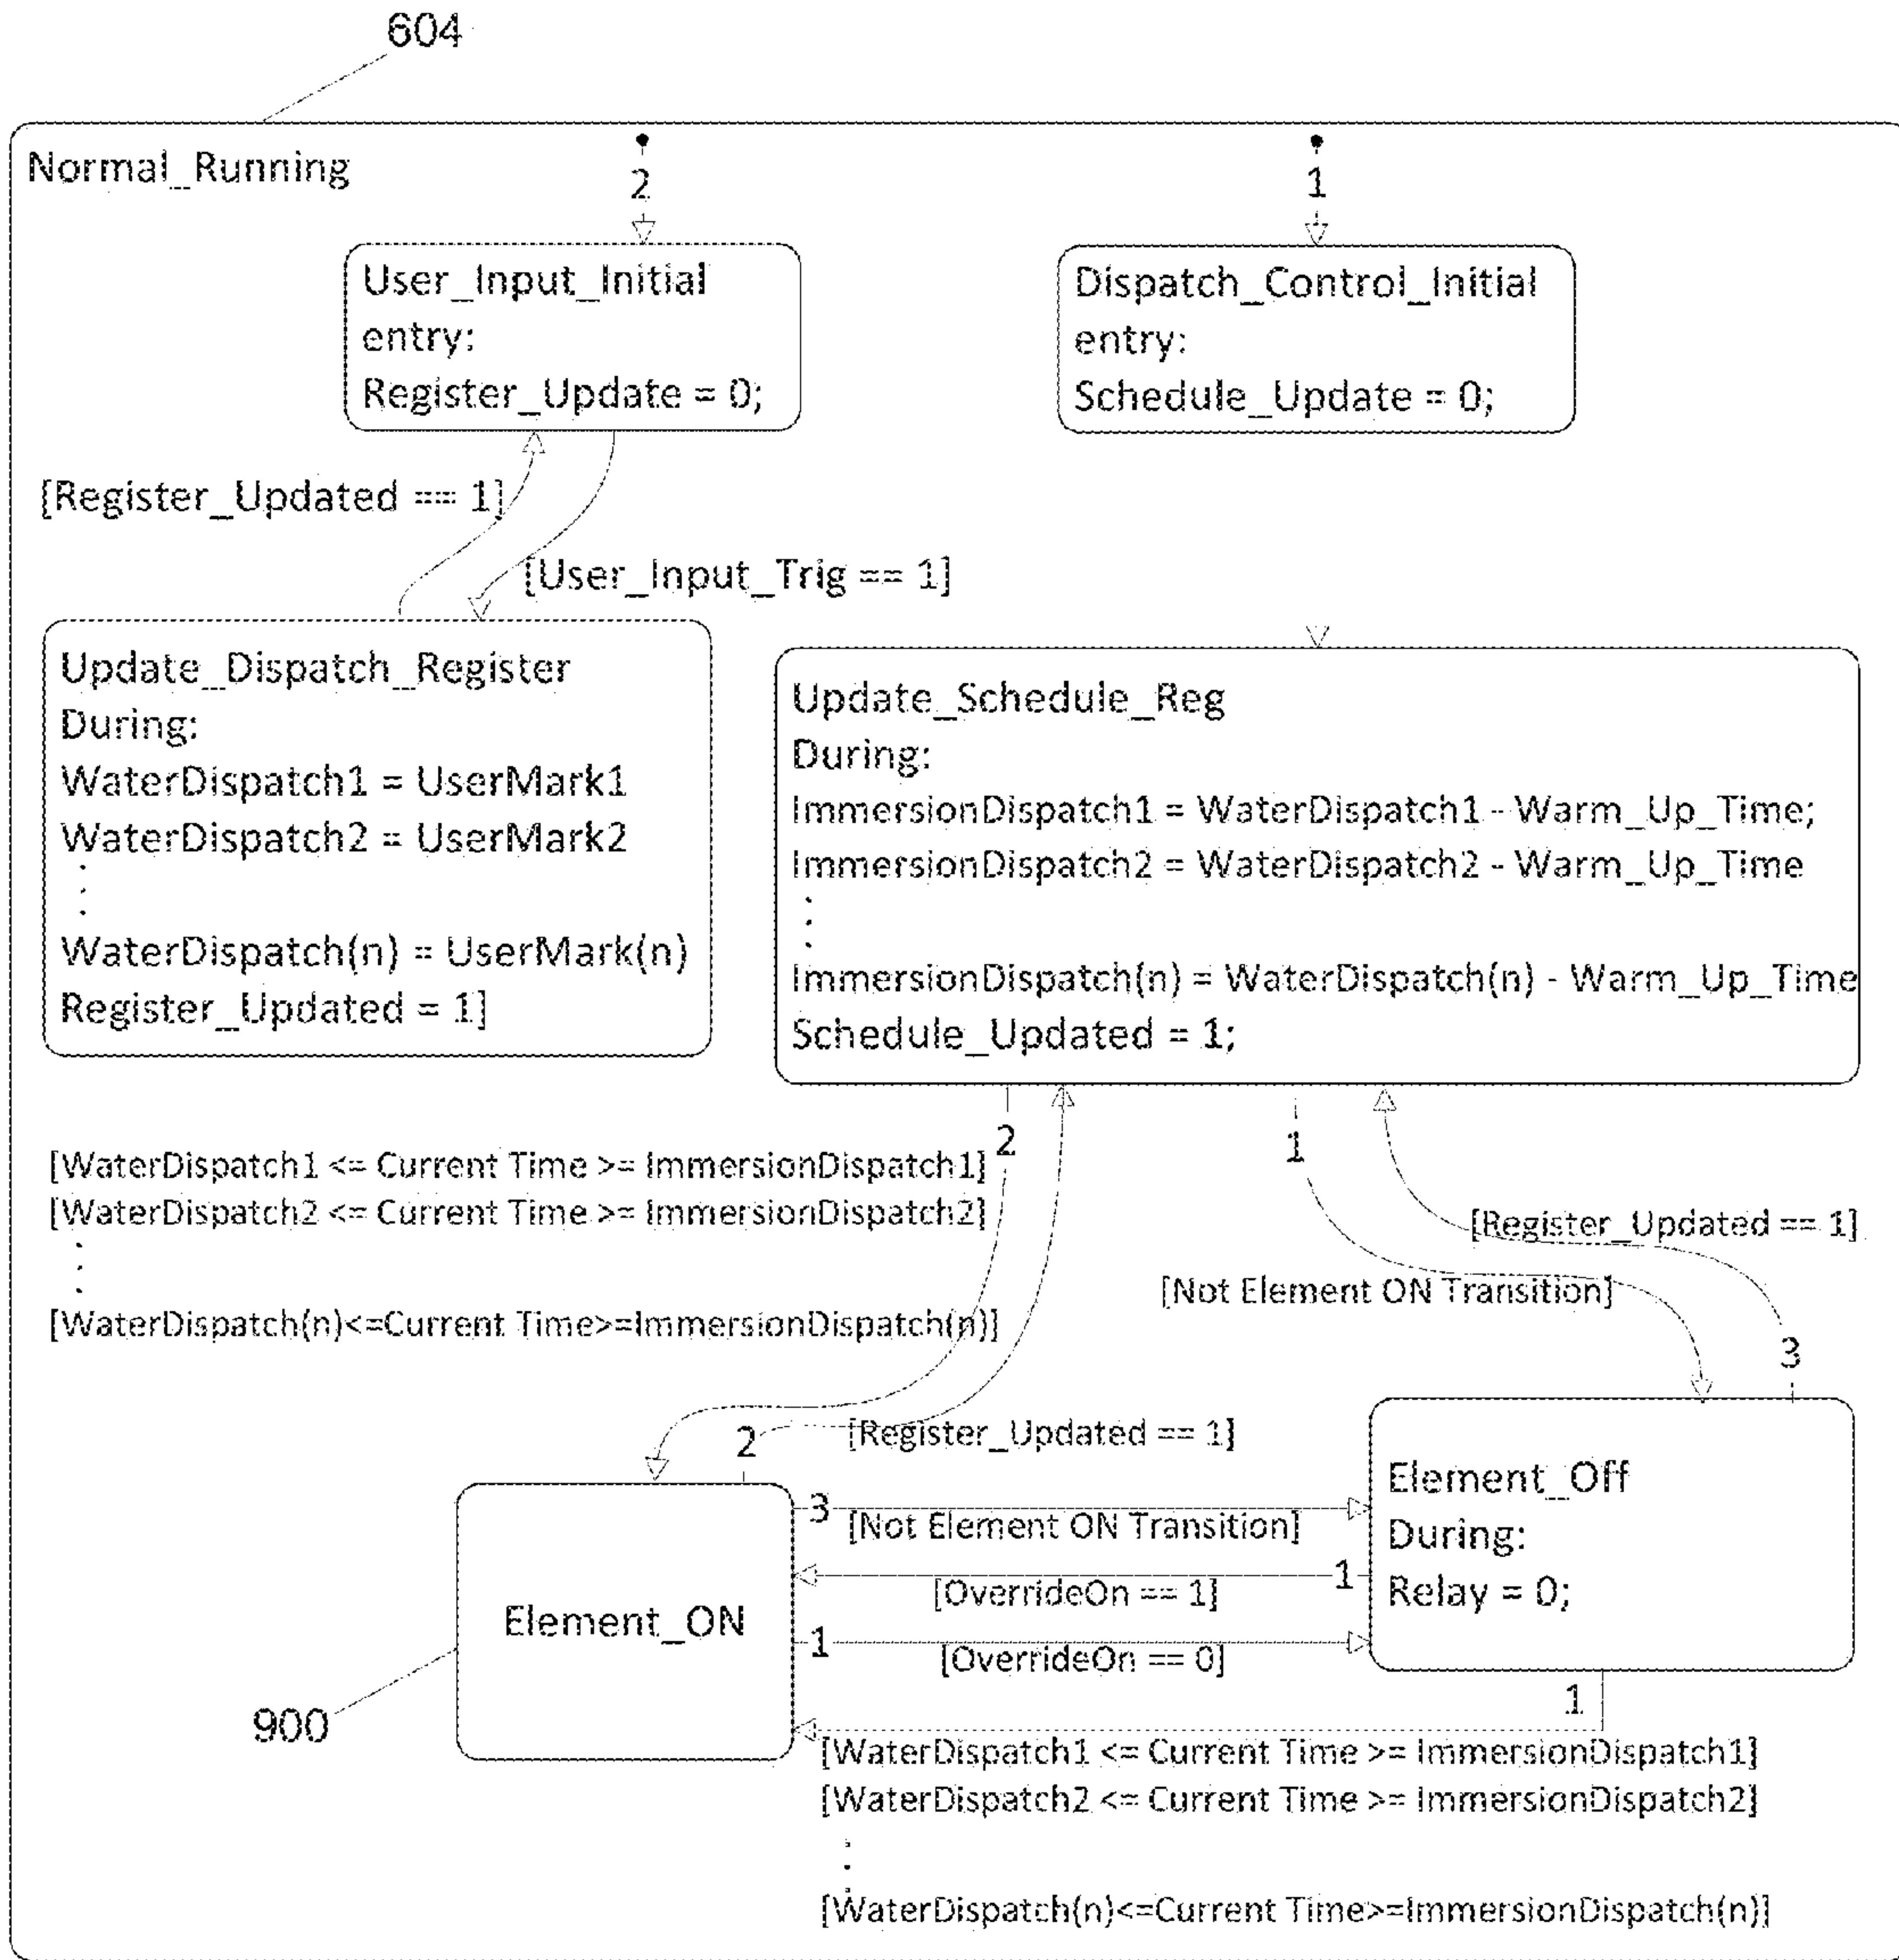 604
Normal_Running
2
1
User_Input_Initial
entry:
Register_Update = 0;
Dispatch_Control_Initial
entry:
Schedule_Update = 0;
[Register_Updated == 1]
[User_Input_Trig == 1]
Update_Dispatch_Register
During:
WaterDispatch1 = UserMark1
WaterDispatch2 = UserMark2
WaterDispatch(n) = UserMark(n)
Register_Updated = 1]
Update_Schedule_Reg
During:
ImmersionDispatch1 = WaterDispatch1 - Warm_Up_Time;
ImmersionDispatch2 = WaterDispatch2 - Warm_Up_Time
ImmersionDispatch(n) = WaterDispatch(n) - Warm_Up_Time
Schedule_Updated = 1;
2
1
[WaterDispatch1 <= Current Time >= ImmersionDispatch1]
[WaterDispatch2 <= Current Time >= ImmersionDispatch2]
[WaterDispatch(n)<=Current Time>=ImmersionDispatch(n)]
[Register_Updated == 1]
[Not Element ON Transition]
3
2
[Register_Updated == 1]
Element_ON
3
[Not Element ON Transition]
1
[OverrideOn == 1]
1
[OverrideOn == 0]
Element_Off
During:
Relay = 0;
1
900
[WaterDispatch1 <= Current Time >= ImmersionDispatch1]
[WaterDispatch2 <= Current Time >= ImmersionDispatch2]
[WaterDispatch(n)<=Current Time>=ImmersionDispatch(n)]